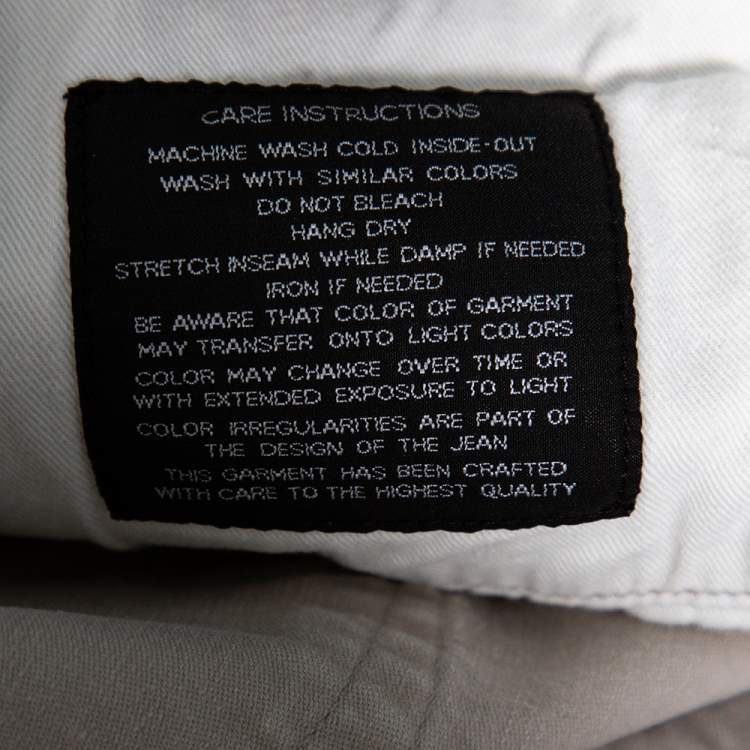 CARE INSTRUCTIONS
MACHINE WASH COLD INSIDE-OUT
WASH WITH SIMILAR COLORS
DO NOT BLEACH
HANG DRY
STRETCH INSEAM WHILE DAMP IF NEEDED
IRON IF NEEDED
BE AWARE THAT COLOR OF GARMENT
MAY TRANSFER ONTO LIGHT COLORS
COLOR MAY CHANGE OVER TIME OR
WITH EXTENDED EXPOSURE TO LIGHT
COLOR IRREGULARITIES ARE PART OF
THE DESIGN OF THE JEAN
THIS GARMENT HAS BEEN CRAFTED
WITH CARE TO THE HIGHEST QUALITY